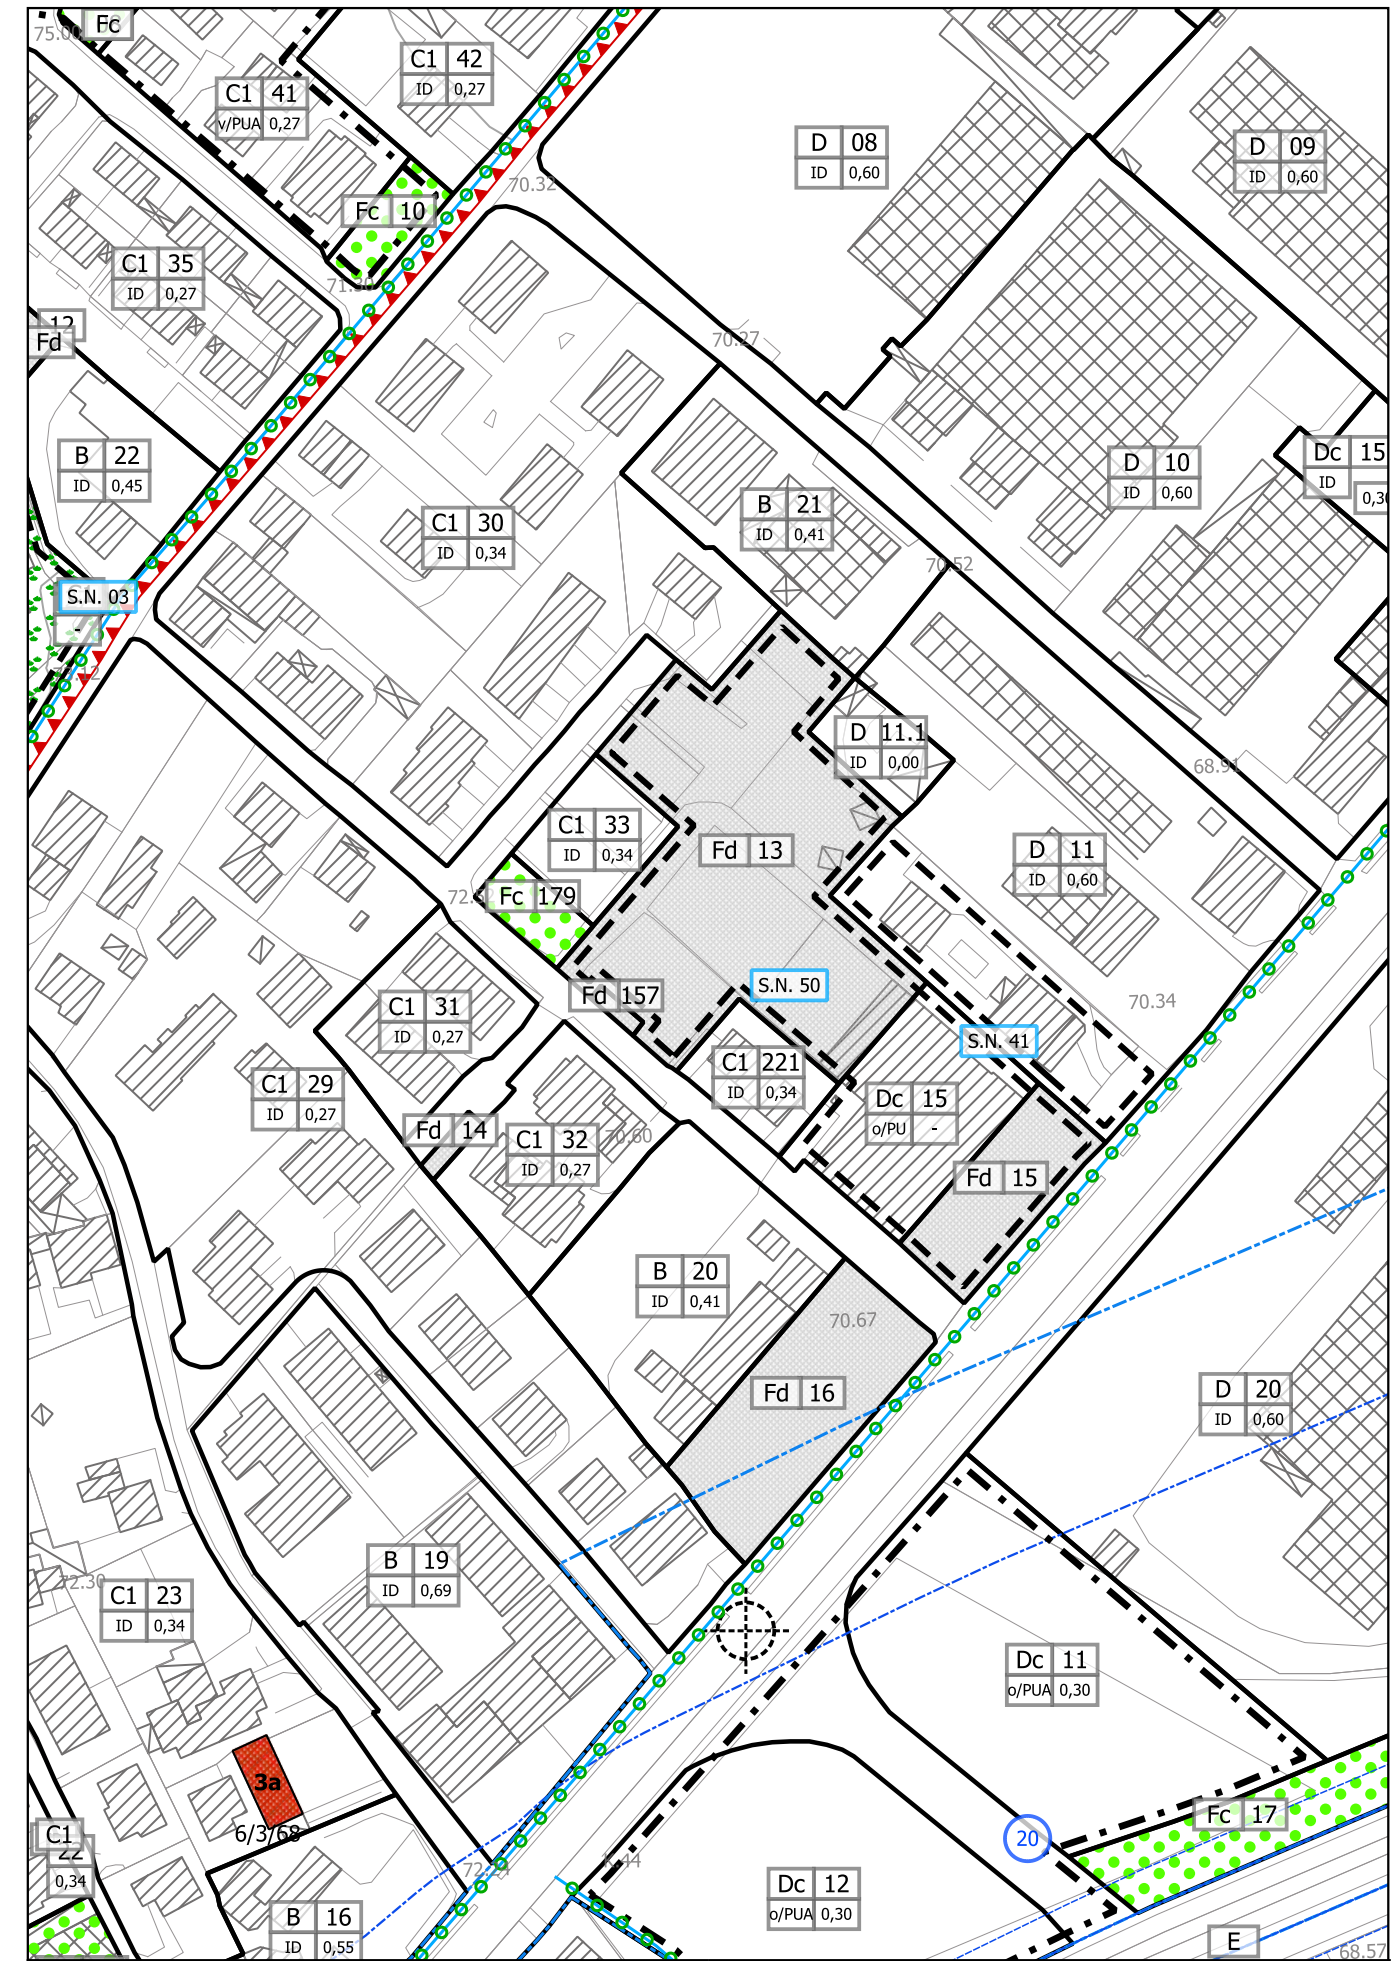 Fc
75.00
C1 42
ID 0,27
C1 41
v/PUA 0,27
D 08
ID 0,60
D 09
ID 0,60
70.32
Fc 10
C1 35
ID 0,27
71.30
12
Fd
70.27
B 22
ID 0,45
Dc 15
ID 0,30
D 10
ID 0,60
B 21
ID 0,41
C1 30
ID 0,34
70.52
S.N. 03
-
D 11.1
ID 0,00
68.91
C1 33
ID 0,34
Fd 13
D 11
ID 0,60
Fc 179
S.N. 50
Fd 157
70.34
C1 31
ID 0,27
S.N. 41
C1 221
ID 0,34
C1 29
ID 0,27
Dc 15
o/PU -
Fd 14
C1 32
ID 0,27
70.60
Fd 15
B 20
ID 0,41
70.67
Fd 16
D 20
ID 0,60
B 19
ID 0,69
72.30
C1 23
ID 0,34
Dc 11
o/PUA 0,30
3a
6/3/68
Fc 17
C1
22
0,34
20
Dc 12
o/PUA 0,30
B 16
ID 0,55
E
68.57